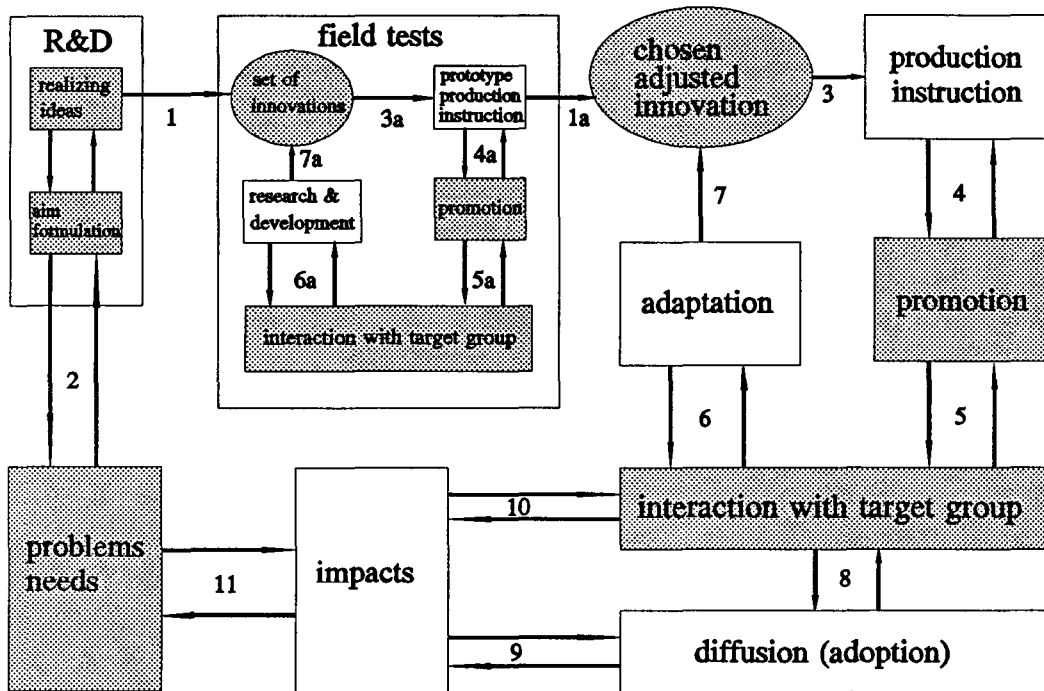 R&D
realizing
ideas
aim
formulation
1
2
field tests
set of
innovations
3a
prototype
production
instruction
7a
4a
research &
development
promotion
6a
5a
interaction with target group
1a
chosen
adjusted
innovation
3
production
instruction
7
4
adaptation
promotion
6
5
interaction with target group
10
problems
needs
11
impacts
8
9
diffusion (adoption)